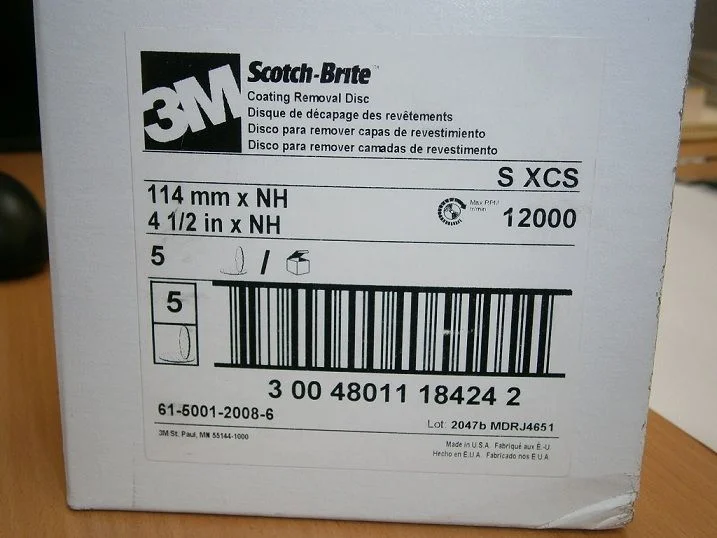 3M
Scotch-Brite™
Coating Removal Disc
Disque de décapage des revêtements
Disco para remover capas de revestimiento
Disco para remover camadas de revestimento
S XCS
114 mm x NH
4 1/2 in x NH
Max RPM
r/min
12000
5 /
5
3 00 48011 18424 2
61-5001-2008-6
Lot: 2047b MDRJ4651
3M St. Paul, MN 55144-1000
Made in U.S.A. Fabriqué aux É.-U.
Hecho en E.U.A. Fabricado nos E.U.A.